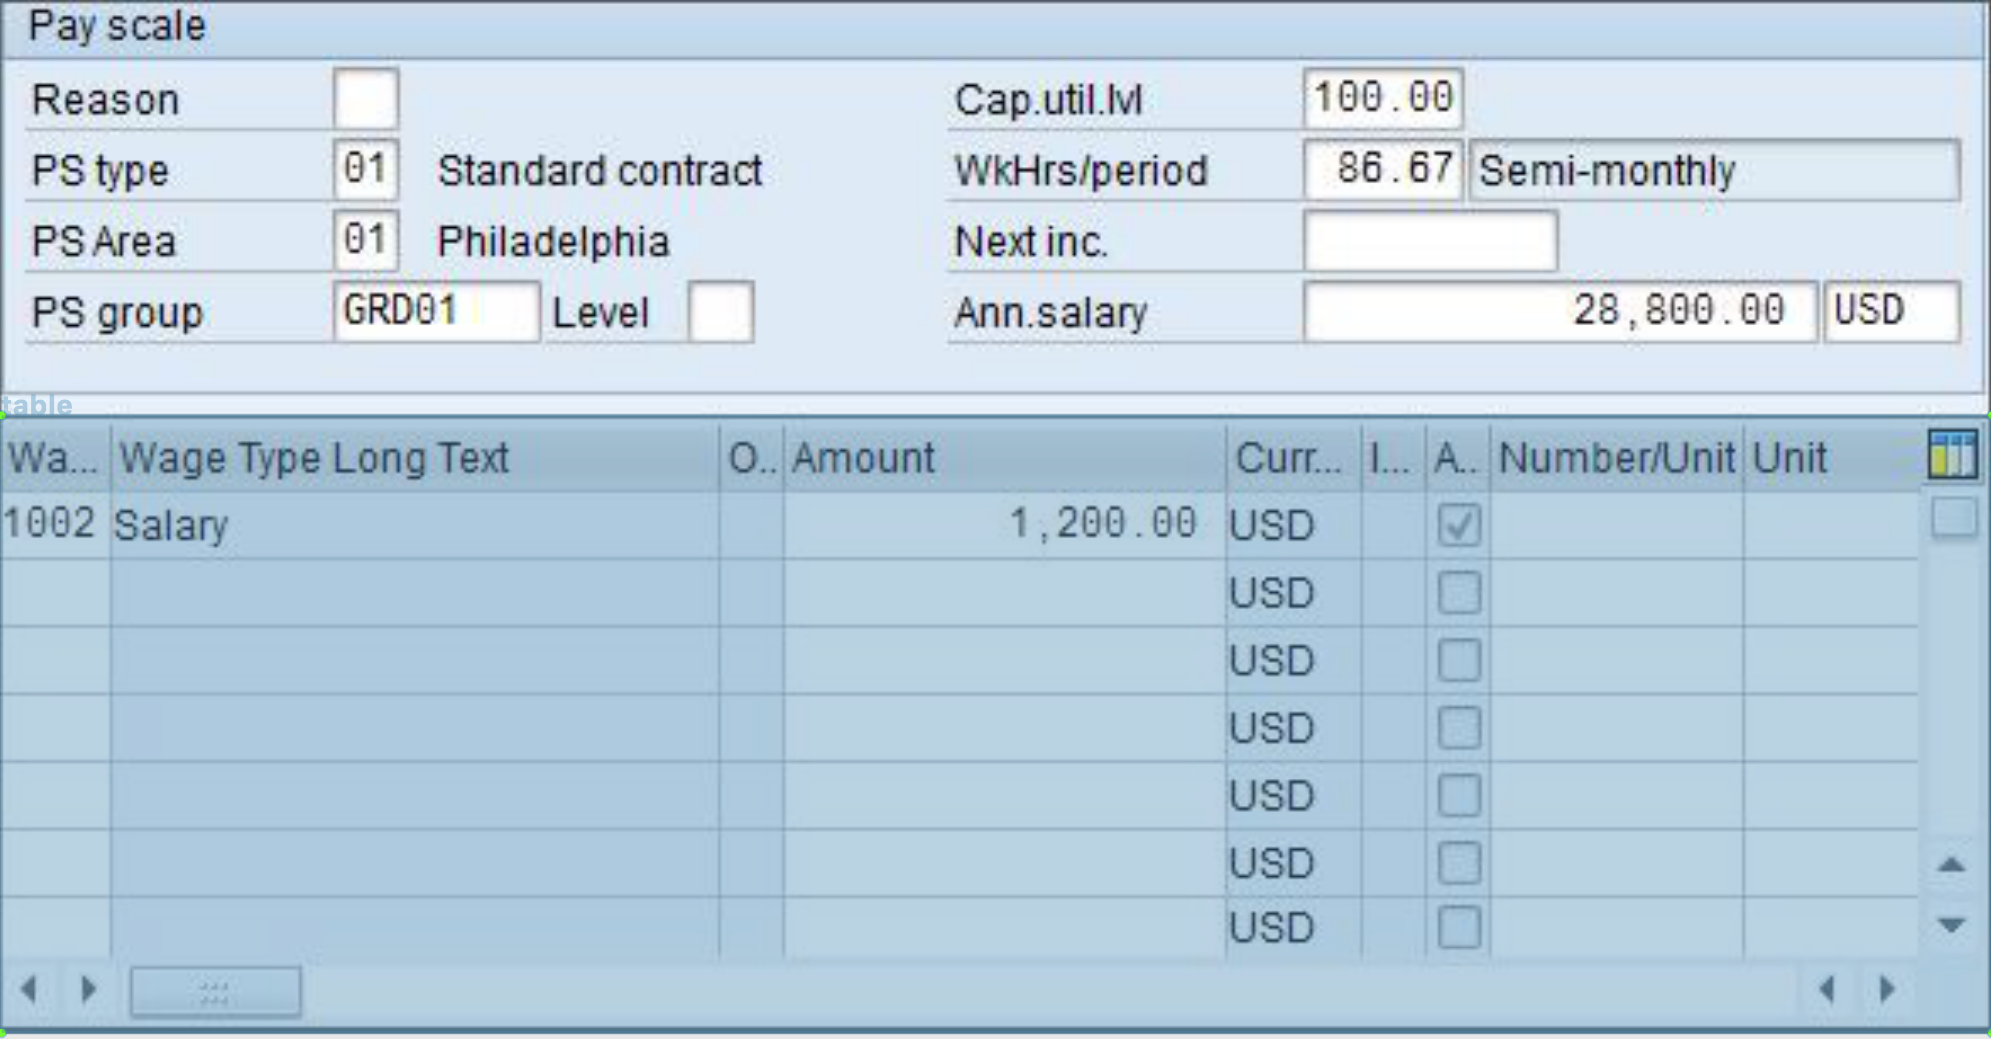 Pay scale
Reason Cap.util.lvl 100.00
PS type 01 Standard contract WkHrs/period 86.67 Semi-monthly
PS Area 01 Philadelphia Next inc.
PS group GRD01 Level Ann.salary 28,800.00 USD
table
Wa... Wage Type Long Text O.. Amount Curr... I... A.. Number/Unit Unit
1002 Salary 1,200.00 USD
USD
USD
USD
USD
USD
USD